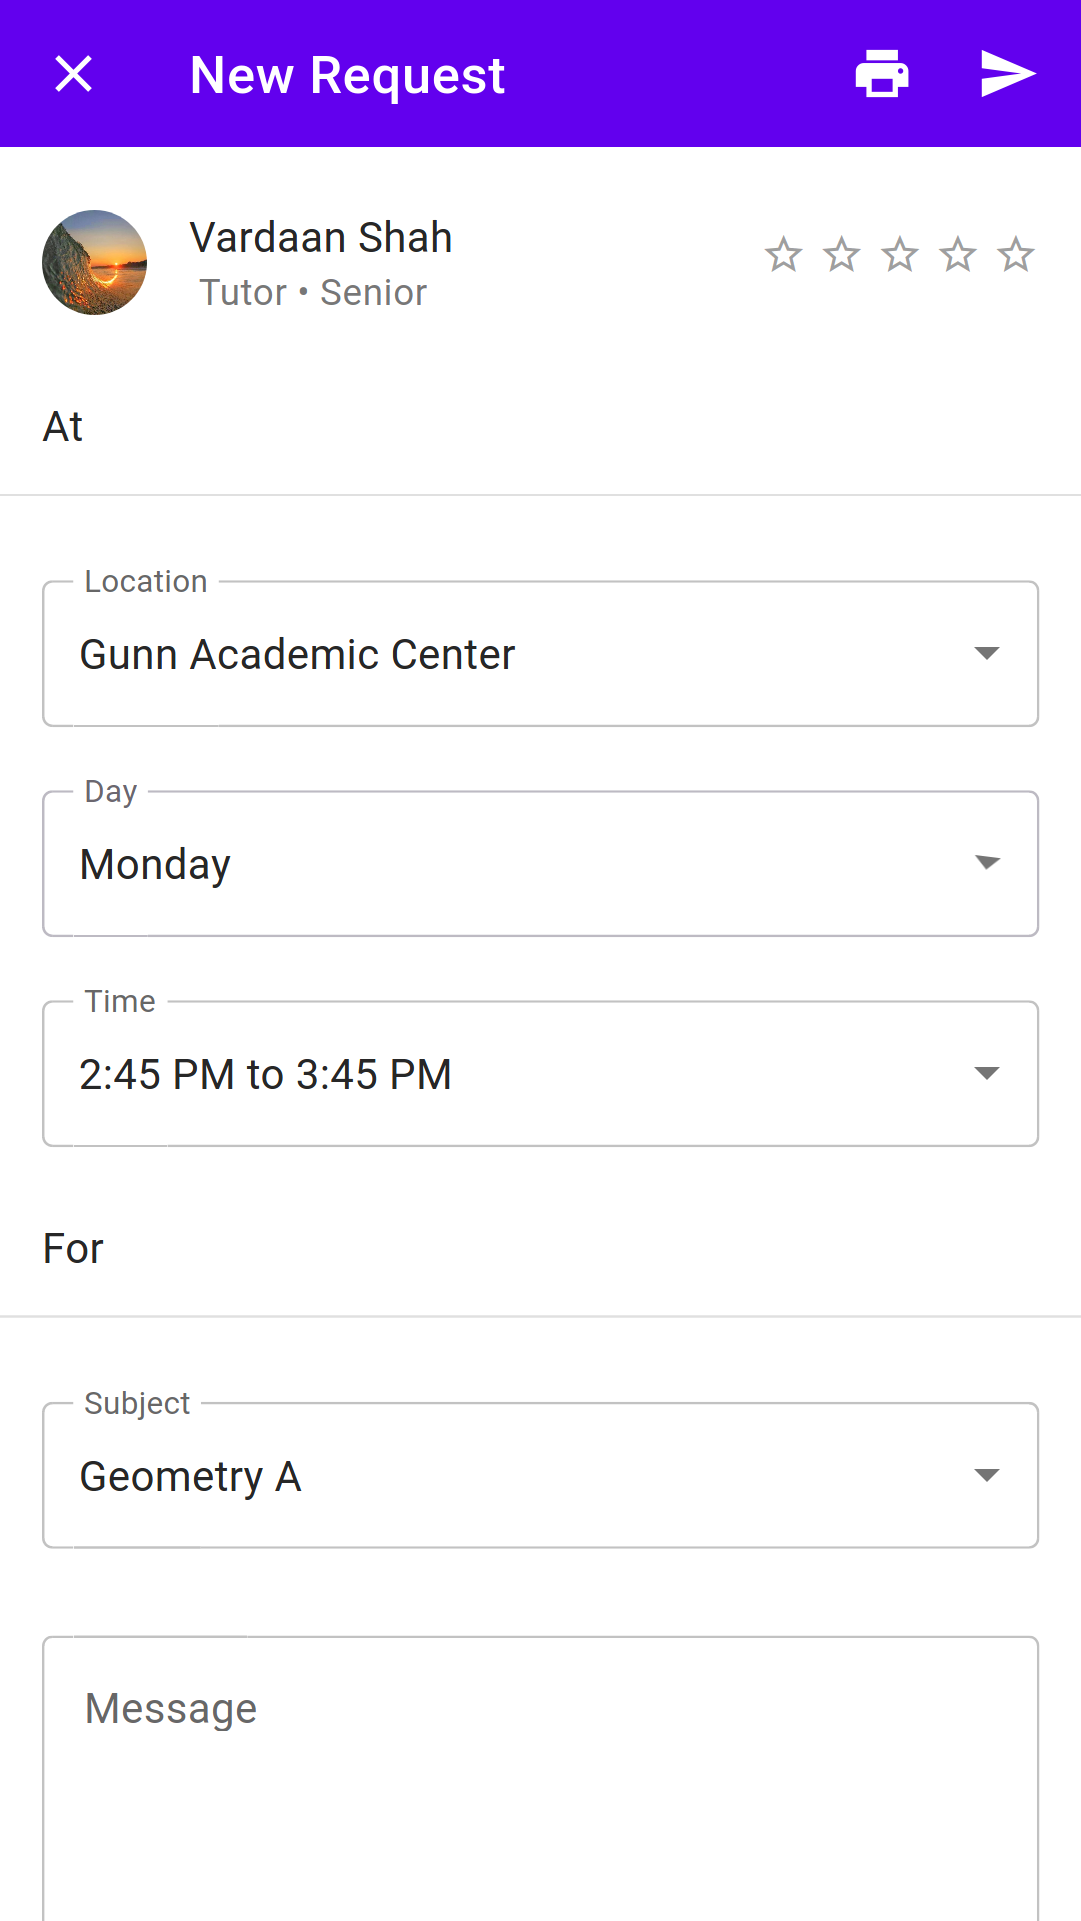 New Request
Vardaan Shah
Tutor • Senior
At
Location
Gunn Academic Center
Day
Monday
Time
2:45 PM to 3:45 PM
For
Subject
Geometry A
Message